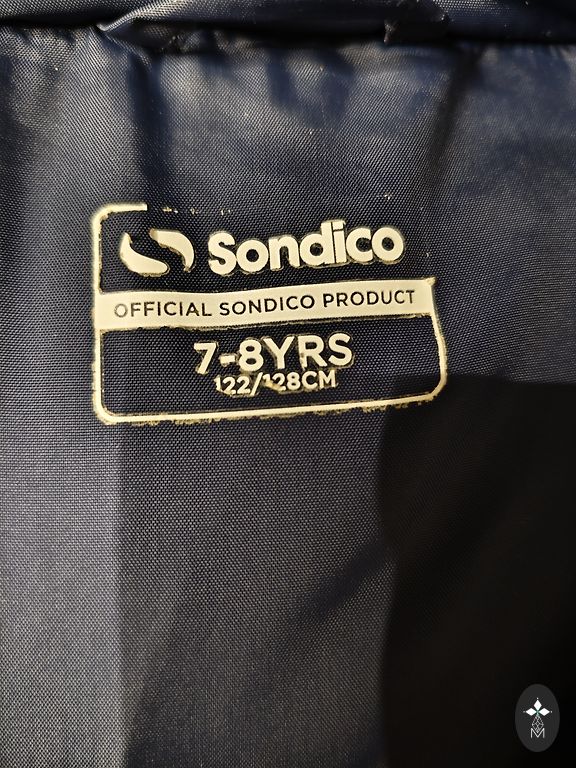 Sondico
OFFICIAL SONDICO PRODUCT
7-8YRS
122/128CM